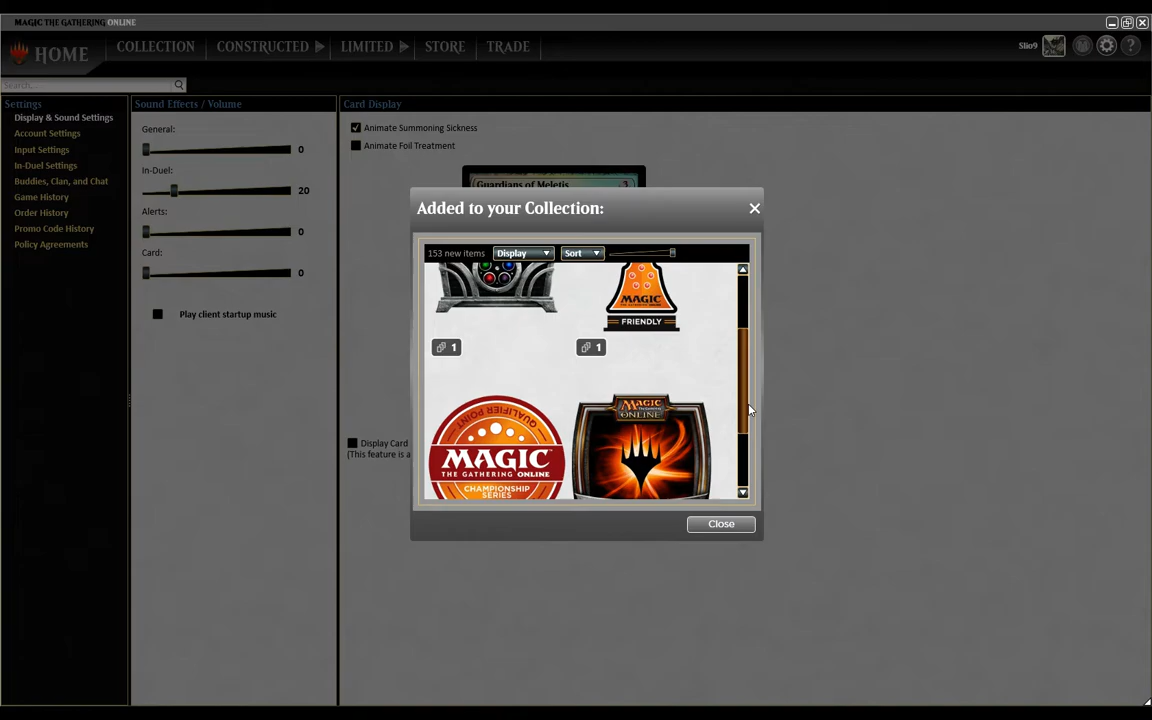 MAGIC THE GATHERING ONLINE
HOME
COLLECTION
CONSTRUCTED
LIMITED
STORE
TRADE
Slio9
?
Search.....
Settings
Display & Sound Settings
Account Settings
Input Settings
In-Duel Settings
Buddies, Clan, and Chat
Game History
Order History
Promo Code History
Policy Agreements
Sound Effects / Volume
General:
0
In-Duel:
20
Alerts:
0
Card:
0
Play client startup music
Card Display
Animate Summoning Sickness
Animate Foil Treatment
Guardians of Meletis
3
Display Card
(This feature is a
Added to your Collection:
153 new items
Display
Sort
MAGIC
THE GATHERING
FRIENDLY
1
1
QUALIFIER POINT
MAGIC
THE GATHERING ONLINE
CHAMPIONSHIP
SERIES
MAGIC
ONLINE
Close